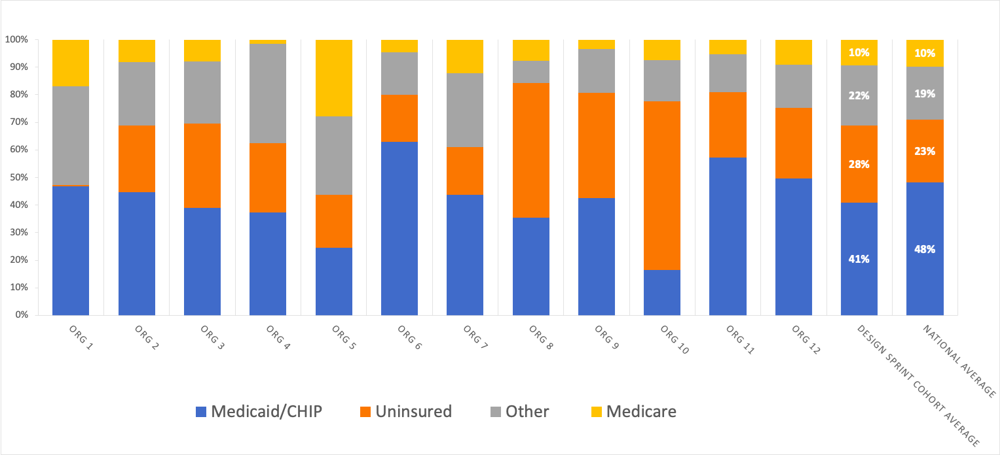 100%
90%
80%
70%
60%
50%
40%
30%
20%
10%
0%
10%
22%
28%
41%
10%
19%
23%
48%
ORG 1
ORG 2
ORG 3
ORG 4
ORG 5
ORG 6
ORG 7
ORG 8
ORG 9
ORG 10
ORG 11
ORG 12
DESIGN SPRINT COHORT AVERAGE
NATIONAL AVERAGE
Medicaid/CHIP
Uninsured
Other
Medicare